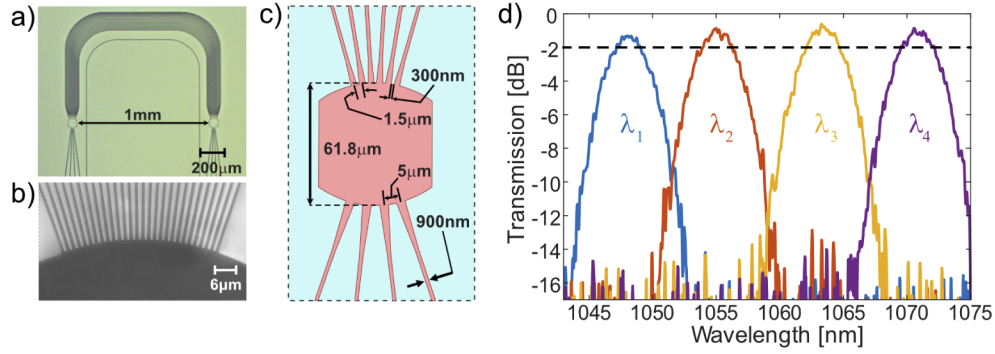 a)
1mm
200μm
b)
6μm
c)
300nm
1.5μm
61.8μm
5μm
900nm
d)
Transmission [dB]
0
-2
-4
-6
-8
-10
-12
-14
-16
λ1
λ2
λ3
λ4
1045 1050 1055 1060 1065 1070 1075
Wavelength [nm]